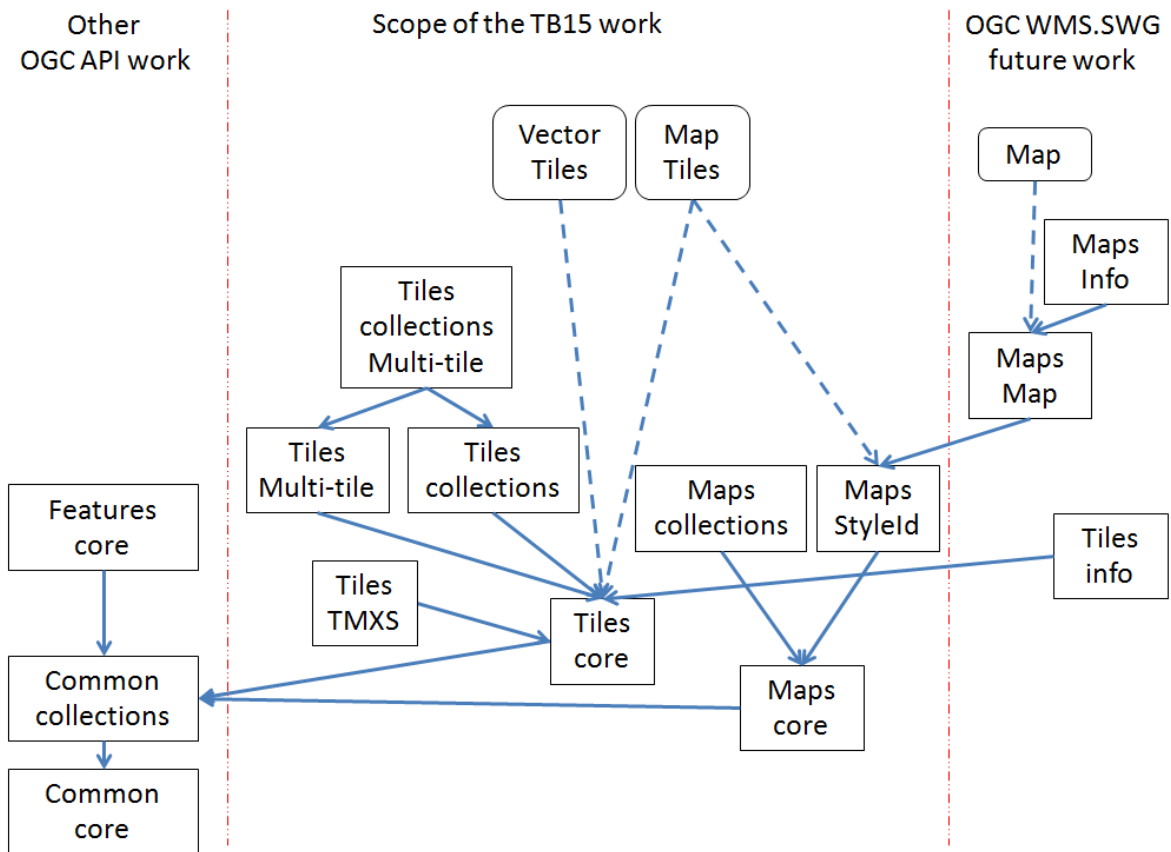 Other
OGC API work
Scope of the TB15 work
OGC WMS.SWG
future work
Vector
Tiles
Map
Tiles
Map
Maps
Info
Tiles
collections
Multi-tile
Maps
Map
Tiles
Multi-tile
Tiles
collections
Maps
collections
Maps
StyleId
Features
core
Tiles
info
Tiles
TMXS
Tiles
core
Common
collections
Maps
core
Common
core